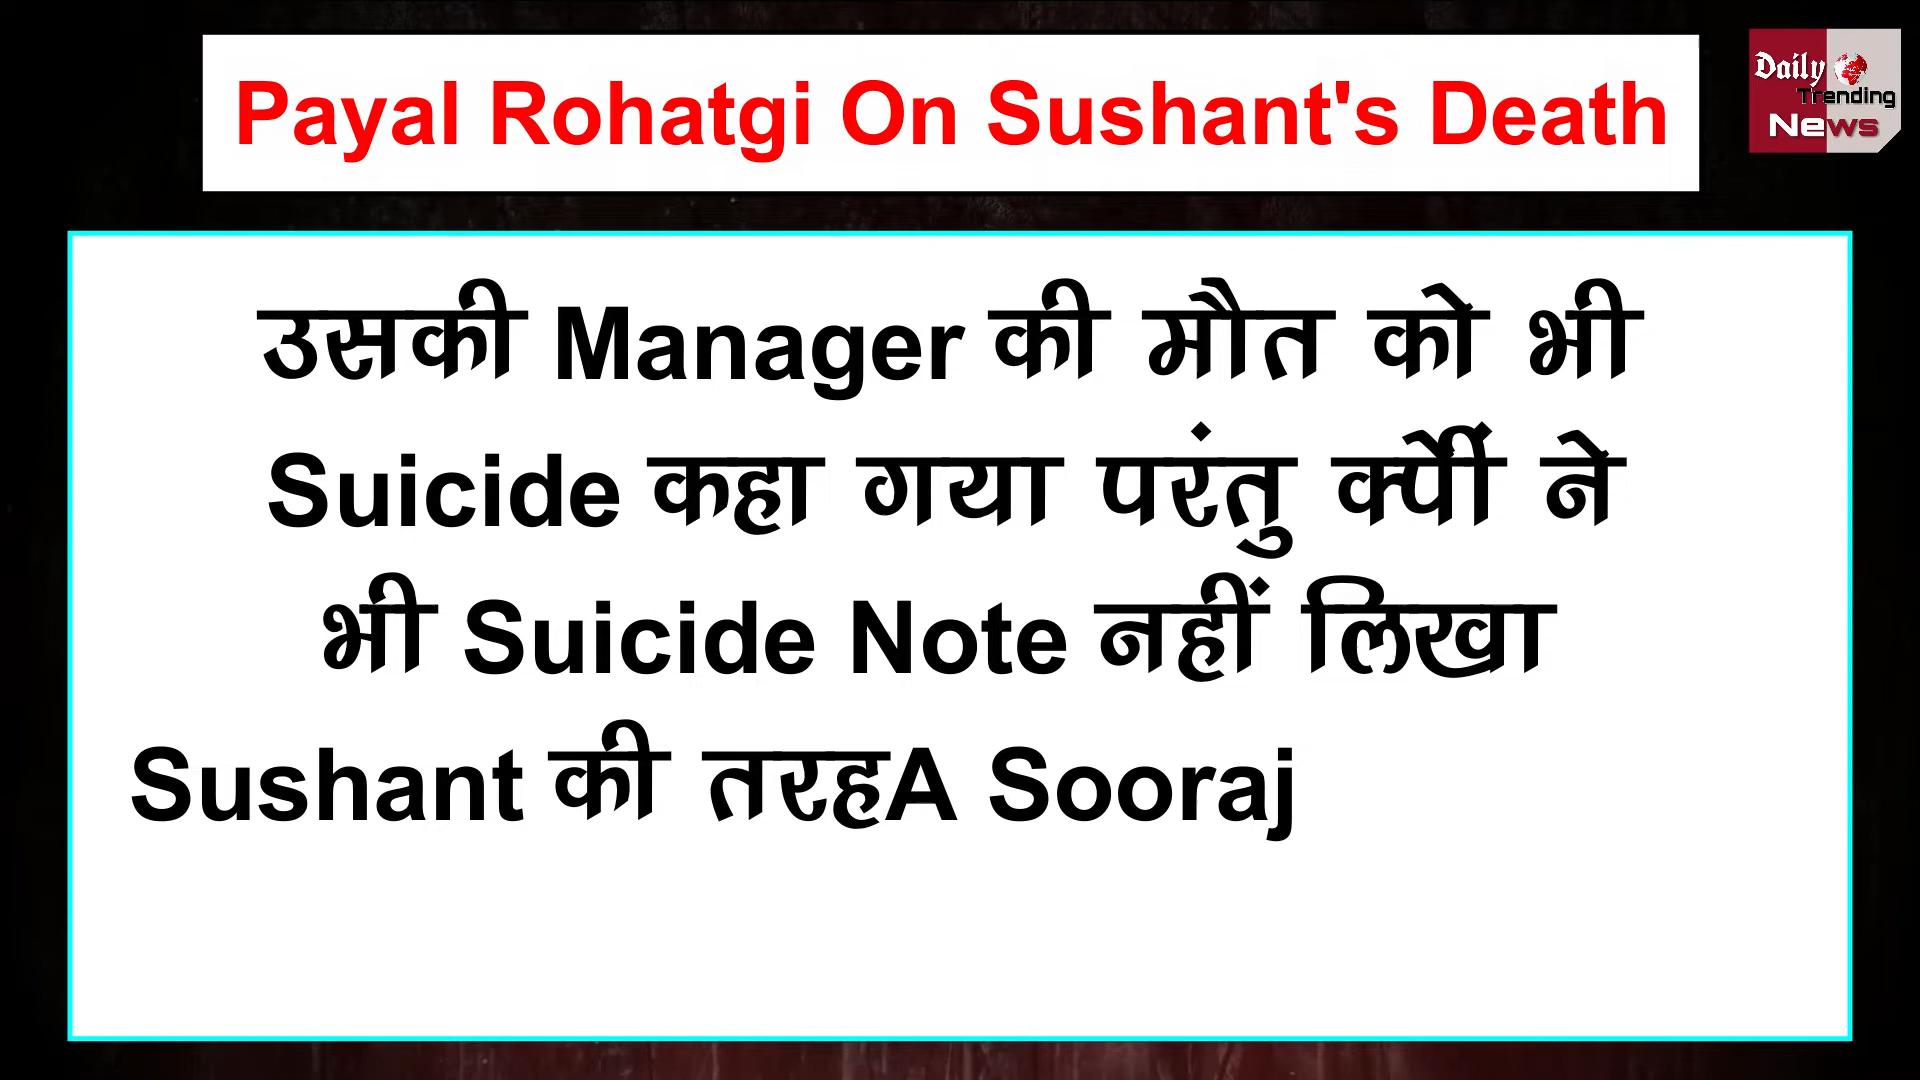 Payal Rohatgi On Sushant's Death
Daily
Trending
News
उसकी Manager की मौत को भी
Suicide कहा गया परंतु ने
भी Suicide Note नहीं लिखा
Sushant की तरहA Sooraj